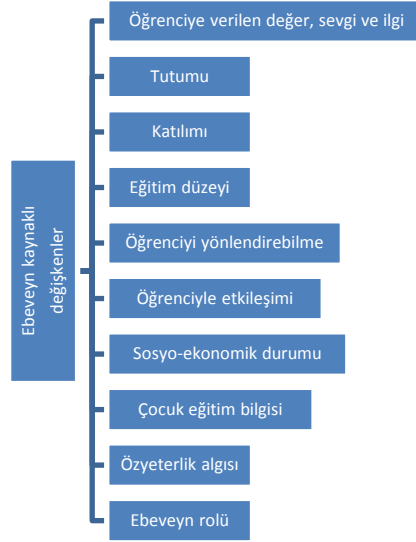 Ebeveyn kaynaklı
değişkenler
Öğrenciye verilen değer, sevgi ve ilgi
Tutumu
Katılımı
Eğitim düzeyi
Öğrenciyi yönlendirebilme
Öğrenciyle etkileşimi
Sosyo-ekonomik durumu
Çocuk eğitim bilgisi
Özyeterlik algısı
Ebeveyn rolü